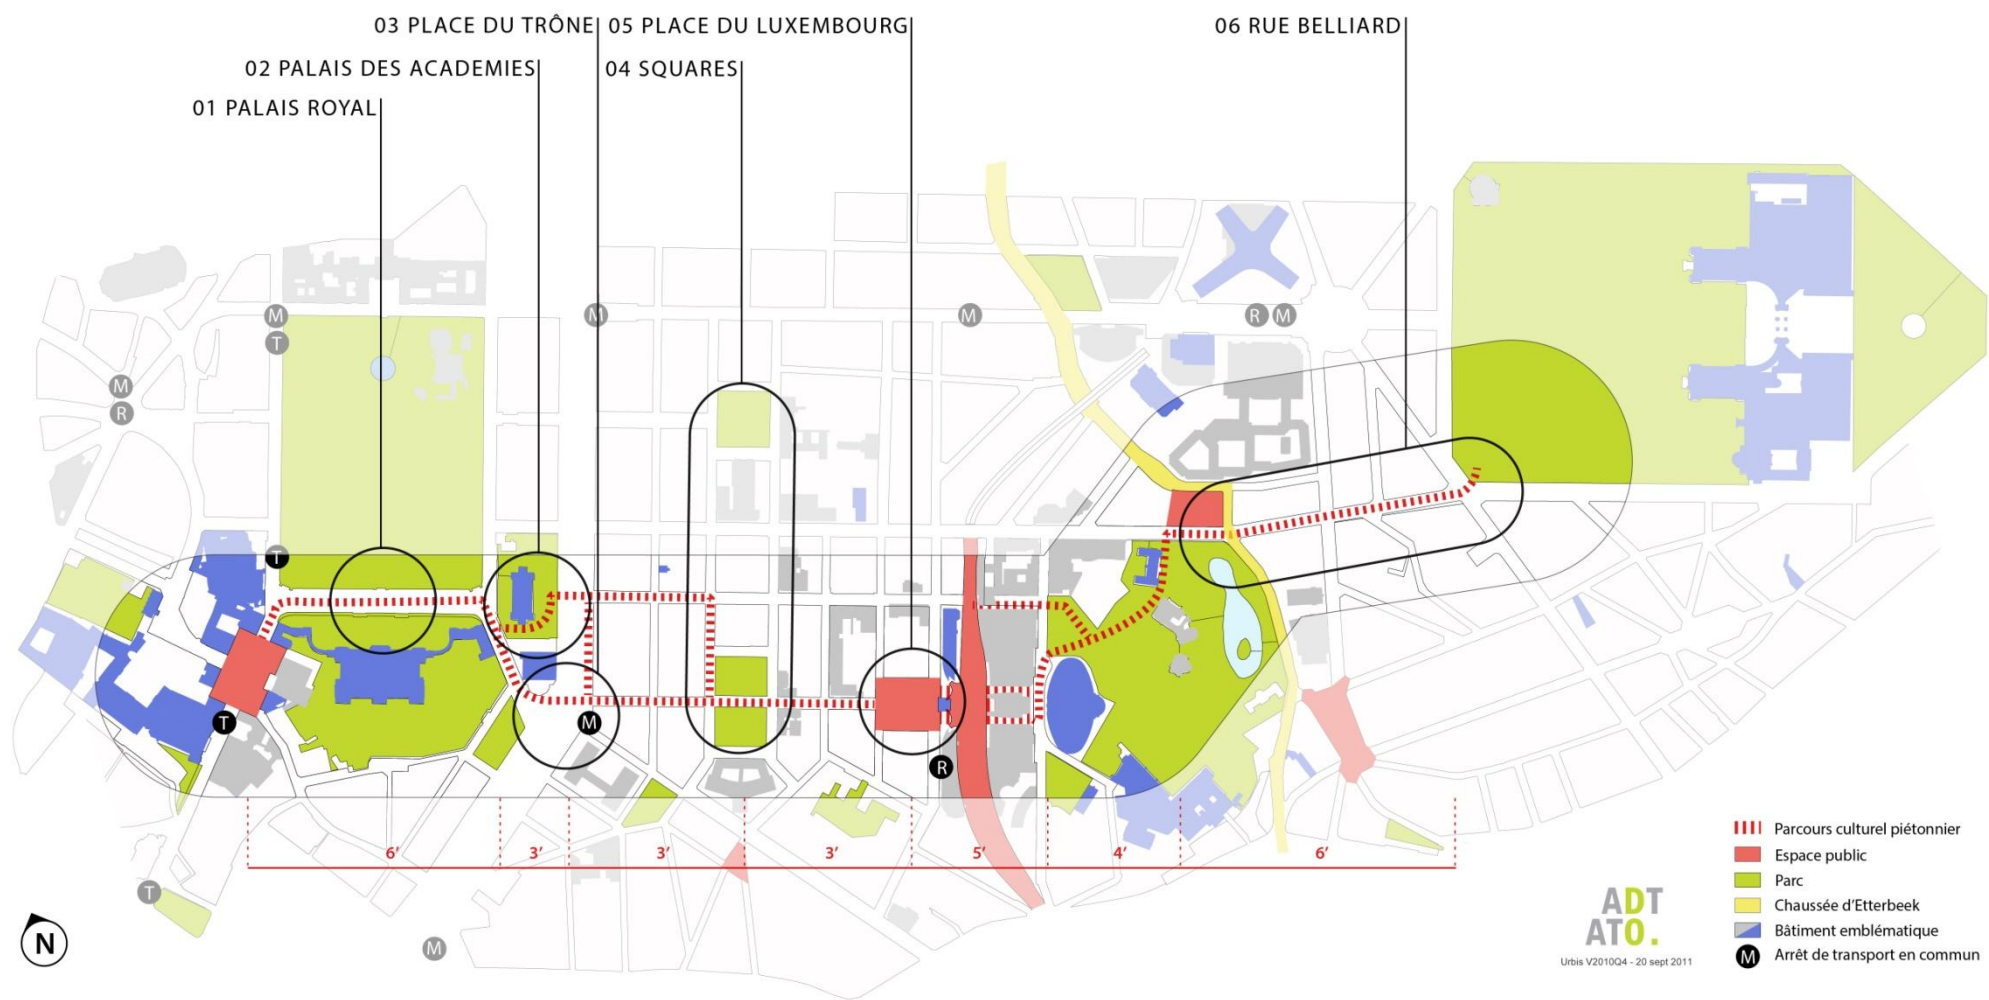 03 PLACE DU TRÔNE
05 PLACE DU LUXEMBOURG
06 RUE BELLIARD
02 PALAIS DES ACADEMIES
04 SQUARES
01 PALAIS ROYAL
M
T
M
M
R M
M
R
T
T
M
R
6’
3’
3’
3’
5’
4’
6’
T
M
N
Parcours culturel piétonnier
Espace public
Parc
Chaussée d’Etterbeek
Bâtiment emblématique
M Arrêt de transport en commun
ADT
ATO.
Urbis V2010Q4 - 20 sept 2011